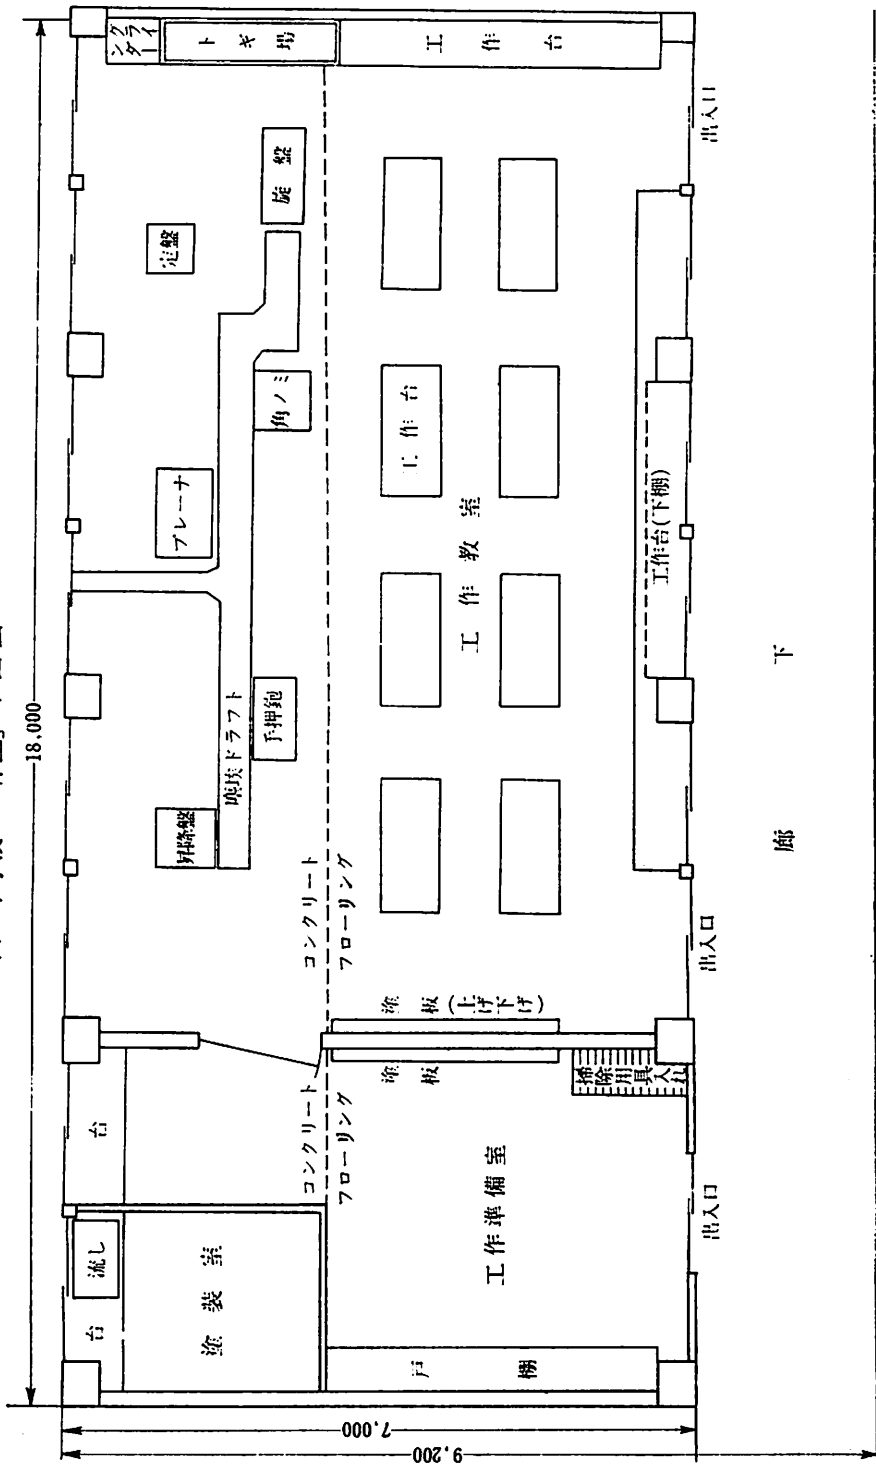 18.000
7,000
9,200
グラインダー
トギ場
工作台
出入口
旋盤
定盤
角ノミ
プレーナ
工作台
工作教室
工作台(下棚)
塵埃ドラフト
手押鉋
昇降盤
コンクリート
フローリング
出入口
塗板(上げ下げ)
塗板
掃除用具入れ
コンクリート
フローリング
台
流し
台
塗装室
工作準備室
戸棚
出入口
廊下